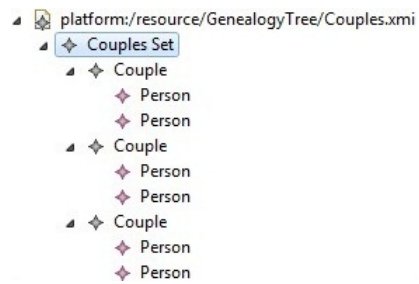 platform:/resource/GenealogyTree/Couples.xmi
Couples Set
Couple
Person
Person
Couple
Person
Person
Couple
Person
Person